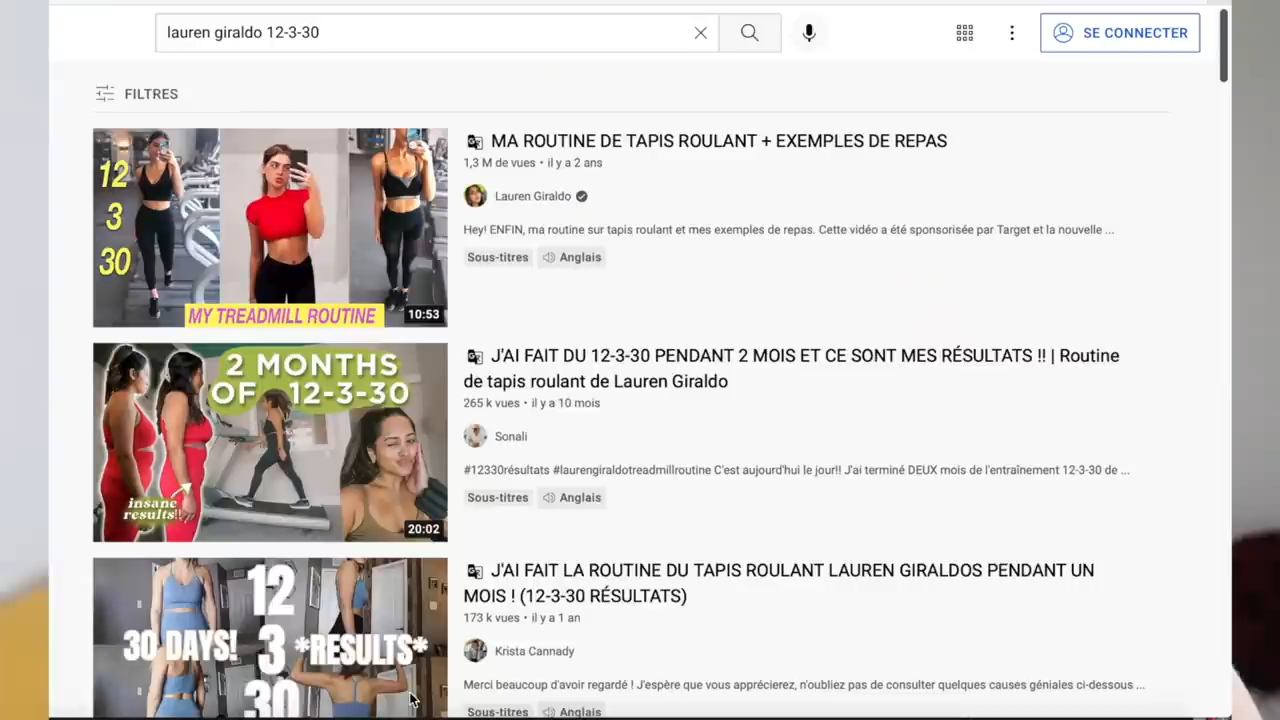 lauren giraldo 12-3-30
SE CONNECTER
FILTRES
12
3
30
MY TREADMILL ROUTINE
10:53
MA ROUTINE DE TAPIS ROULANT + EXEMPLES DE REPAS
1,3 M de vues • il y a 2 ans
Lauren Giraldo
Hey! ENFIN, ma routine sur tapis roulant et mes exemples de repas. Cette vidéo a été sponsorisée par Target et la nouvelle ...
Sous-titres Anglais
2 MONTHS
OF 12-3-30
insane
results!!
20:02
J'AI FAIT DU 12-3-30 PENDANT 2 MOIS ET CE SONT MES RÉSULTATS !! | Routine
de tapis roulant de Lauren Giraldo
265 k vues • il y a 10 mois
Sonali
#12330résultats #laurengiraldotreadmillroutine C'est aujourd'hui le jour!! J'ai terminé DEUX mois de l'entraînement 12-3-30 de ...
Sous-titres Anglais
12
30 DAYS! 3 *RESULTS*
30
J'AI FAIT LA ROUTINE DU TAPIS ROULANT LAUREN GIRALDOS PENDANT UN
MOIS ! (12-3-30 RÉSULTATS)
173 k vues • il y a 1 an
Krista Cannady
Merci beaucoup d'avoir regardé ! J'espère que vous apprécierez, n'oubliez pas de consulter quelques causes géniales ci-dessous ...
Sous-titres Anglais